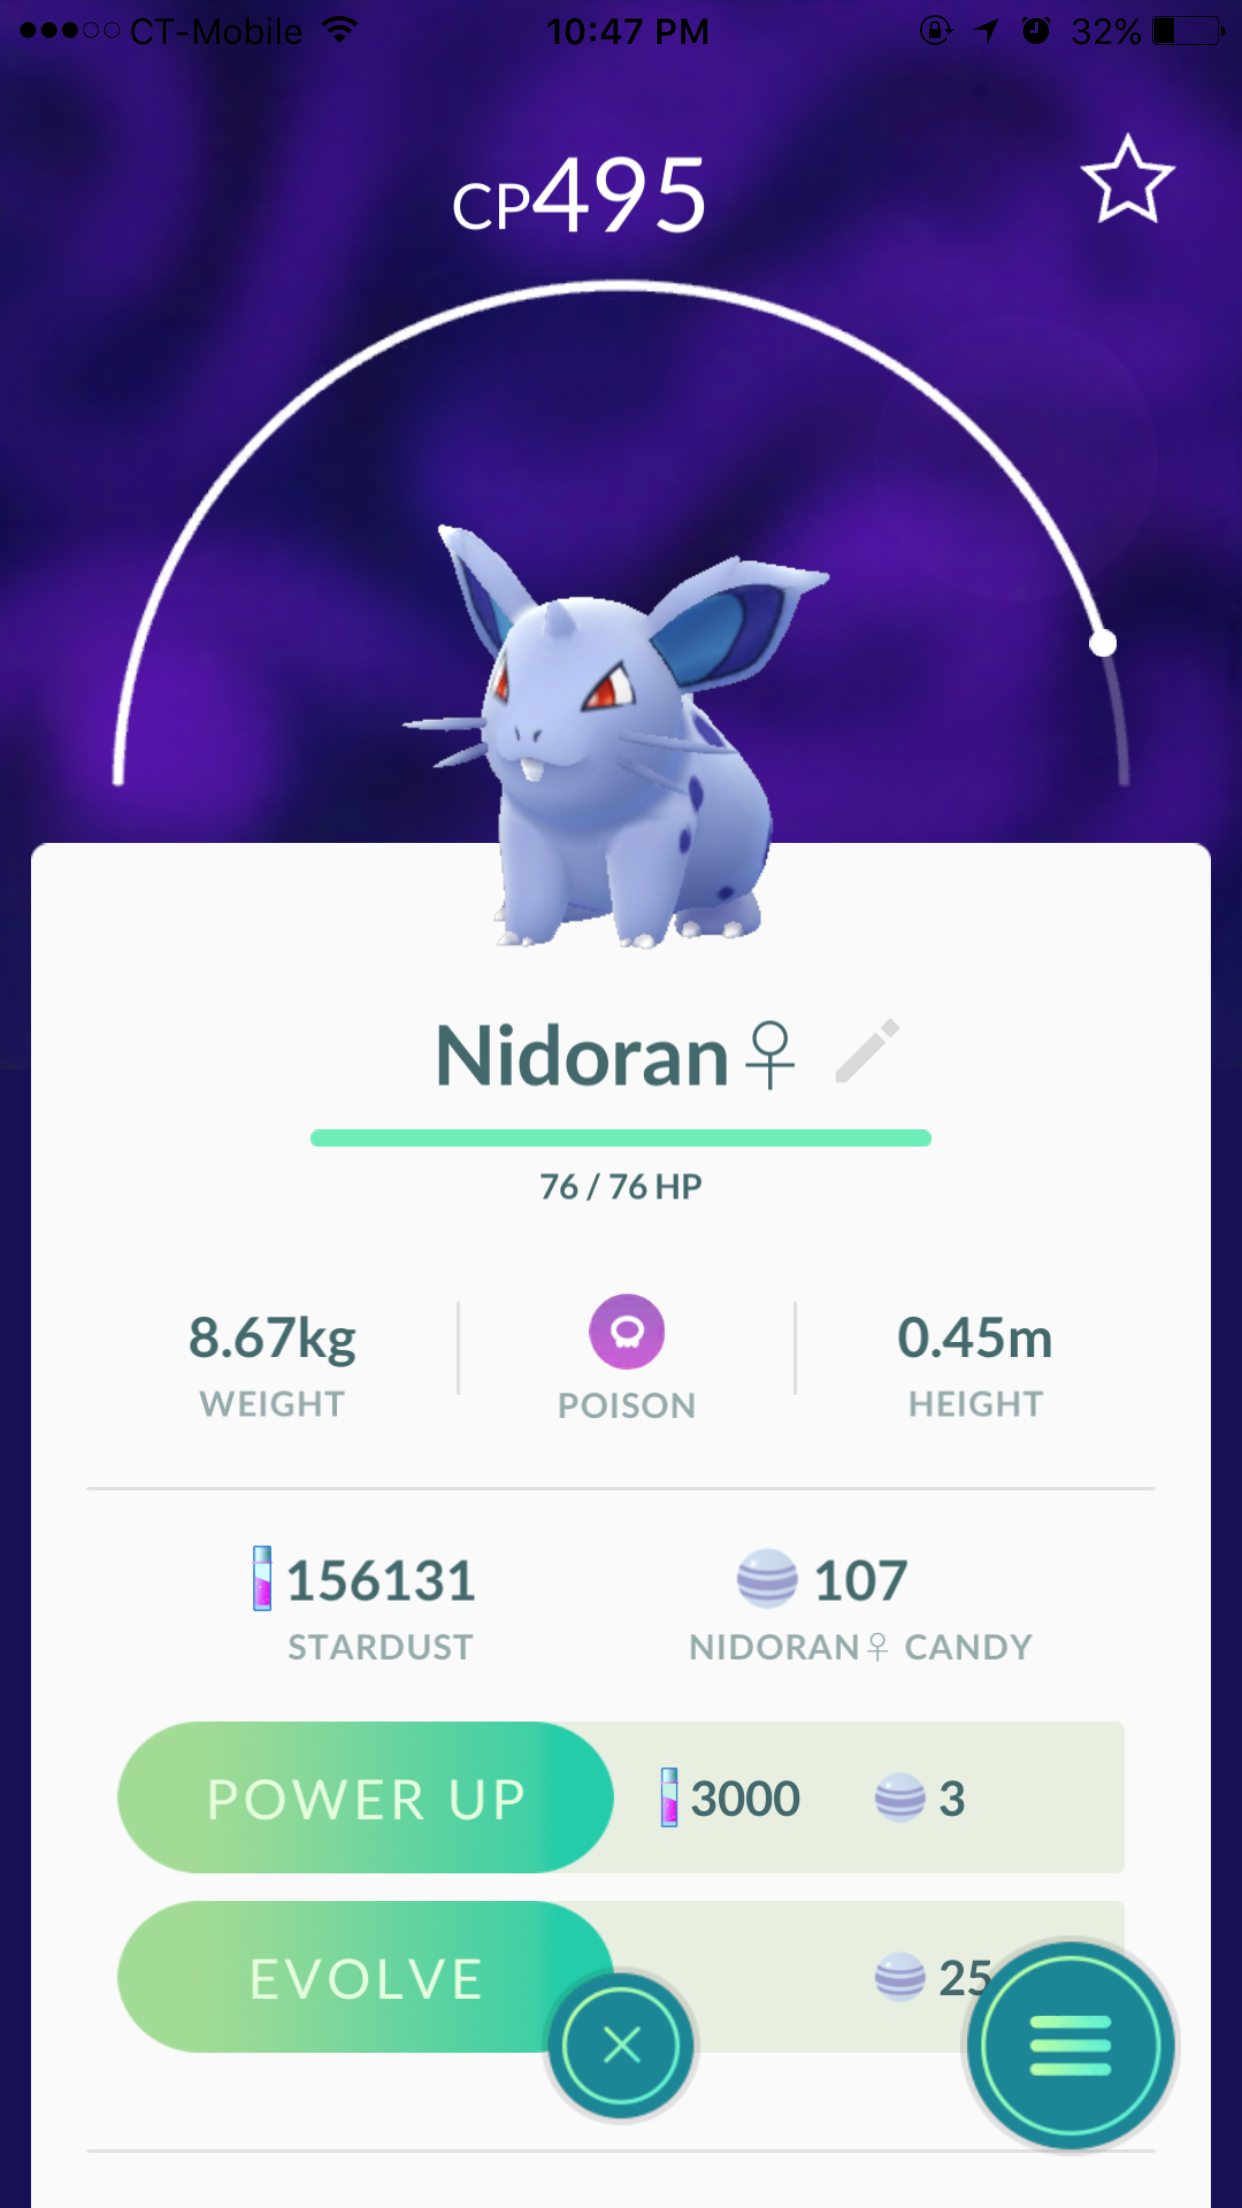 CT-Mobile 10:47 PM 32%
CP495
Nidoran♀
76 / 76 HP
8.67kg POISON 0.45m
WEIGHT HEIGHT
156131 107
STARDUST NIDORAN♀ CANDY
POWER UP 3000 3
EVOLVE 25